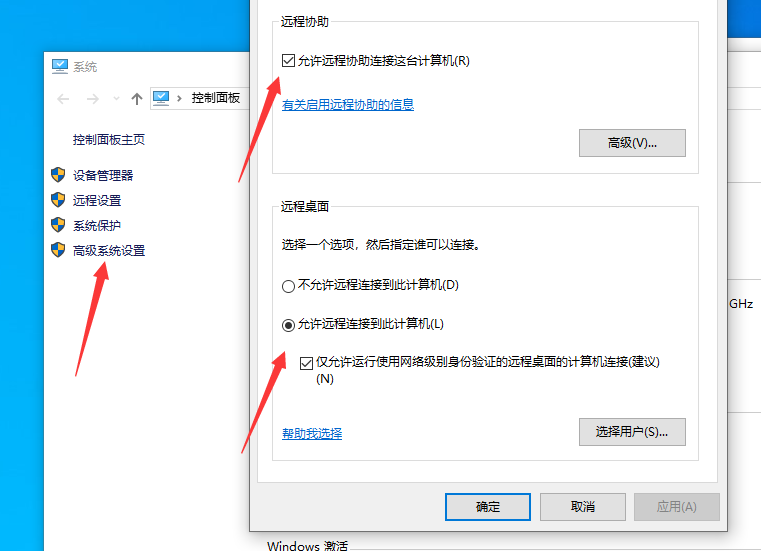 系统
控制面板
控制面板主页
设备管理器
远程设置
系统保护
高级系统设置
远程协助
允许远程协助连接这台计算机(R)
有关启用远程协助的信息
高级(V)...
远程桌面
选择一个选项，然后指定谁可以连接。
不允许远程连接到此计算机(D)
允许远程连接到此计算机(L)
仅允许运行使用网络级别身份验证的远程桌面的计算机连接(建议)
(N)
帮助我选择
选择用户(S)...
确定
取消
应用(A)
GHz
Windows 激活